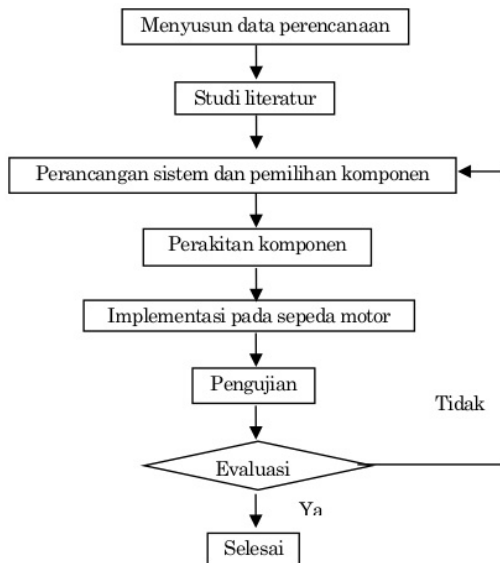 Menyusun data perencanaan
Studi literatur
Perancangan sistem dan pemilihan komponen
Perakitan komponen
Implementasi pada sepeda motor
Pengujian
Tidak
Evaluasi
Ya
Selesai